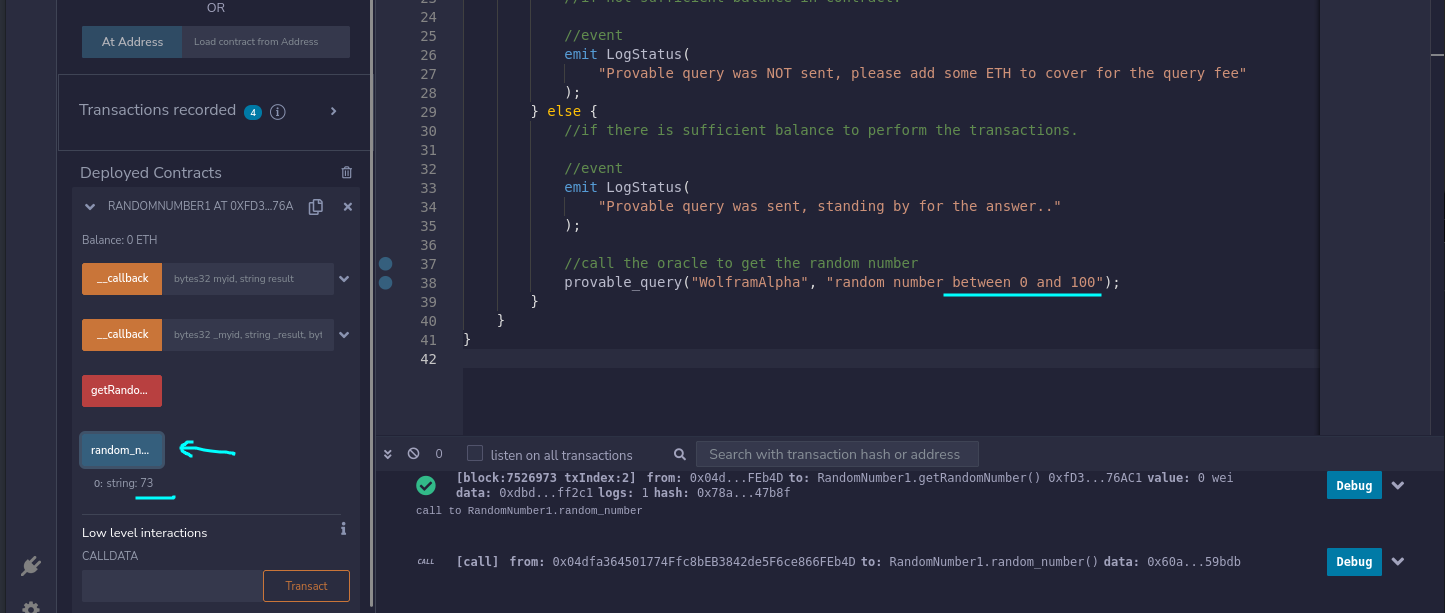 OR
At Address Load contract from Address
Transactions recorded 4 i
Deployed Contracts
RANDOMNUMBER1 AT 0XFD3...76A
Balance: 0 ETH
__callback bytes32 myid, string result
__callback bytes32 _myid, string _result, byt
getRando...
random_n...
0: string: 73
Low level interactions i
CALLDATA
Transact
23 //if not sufficient balance in contract.
24
25 //event
26 emit LogStatus(
27 "Provable query was NOT sent, please add some ETH to cover for the query fee"
28 );
29 } else {
30 //if there is sufficient balance to perform the transactions.
31
32 //event
33 emit LogStatus(
34 "Provable query was sent, standing by for the answer.."
35 );
36
37 //call the oracle to get the random number
38 provable_query("WolframAlpha", "random number between 0 and 100");
39 }
40 }
41 }
42
0 listen on all transactions Search with transaction hash or address
[block:7526973 txIndex:2] from: 0x04d...FEb4D to: RandomNumber1.getRandomNumber() 0xfD3...76AC1 value: 0 wei
data: 0xdbd...ff2c1 logs: 1 hash: 0x78a...47b8f
Debug
call to RandomNumber1.random_number
CALL [call] from: 0x04dfa364501774Ffc8bEB3842de5F6ce866FEb4D to: RandomNumber1.random_number() data: 0x60a...59bdb
Debug